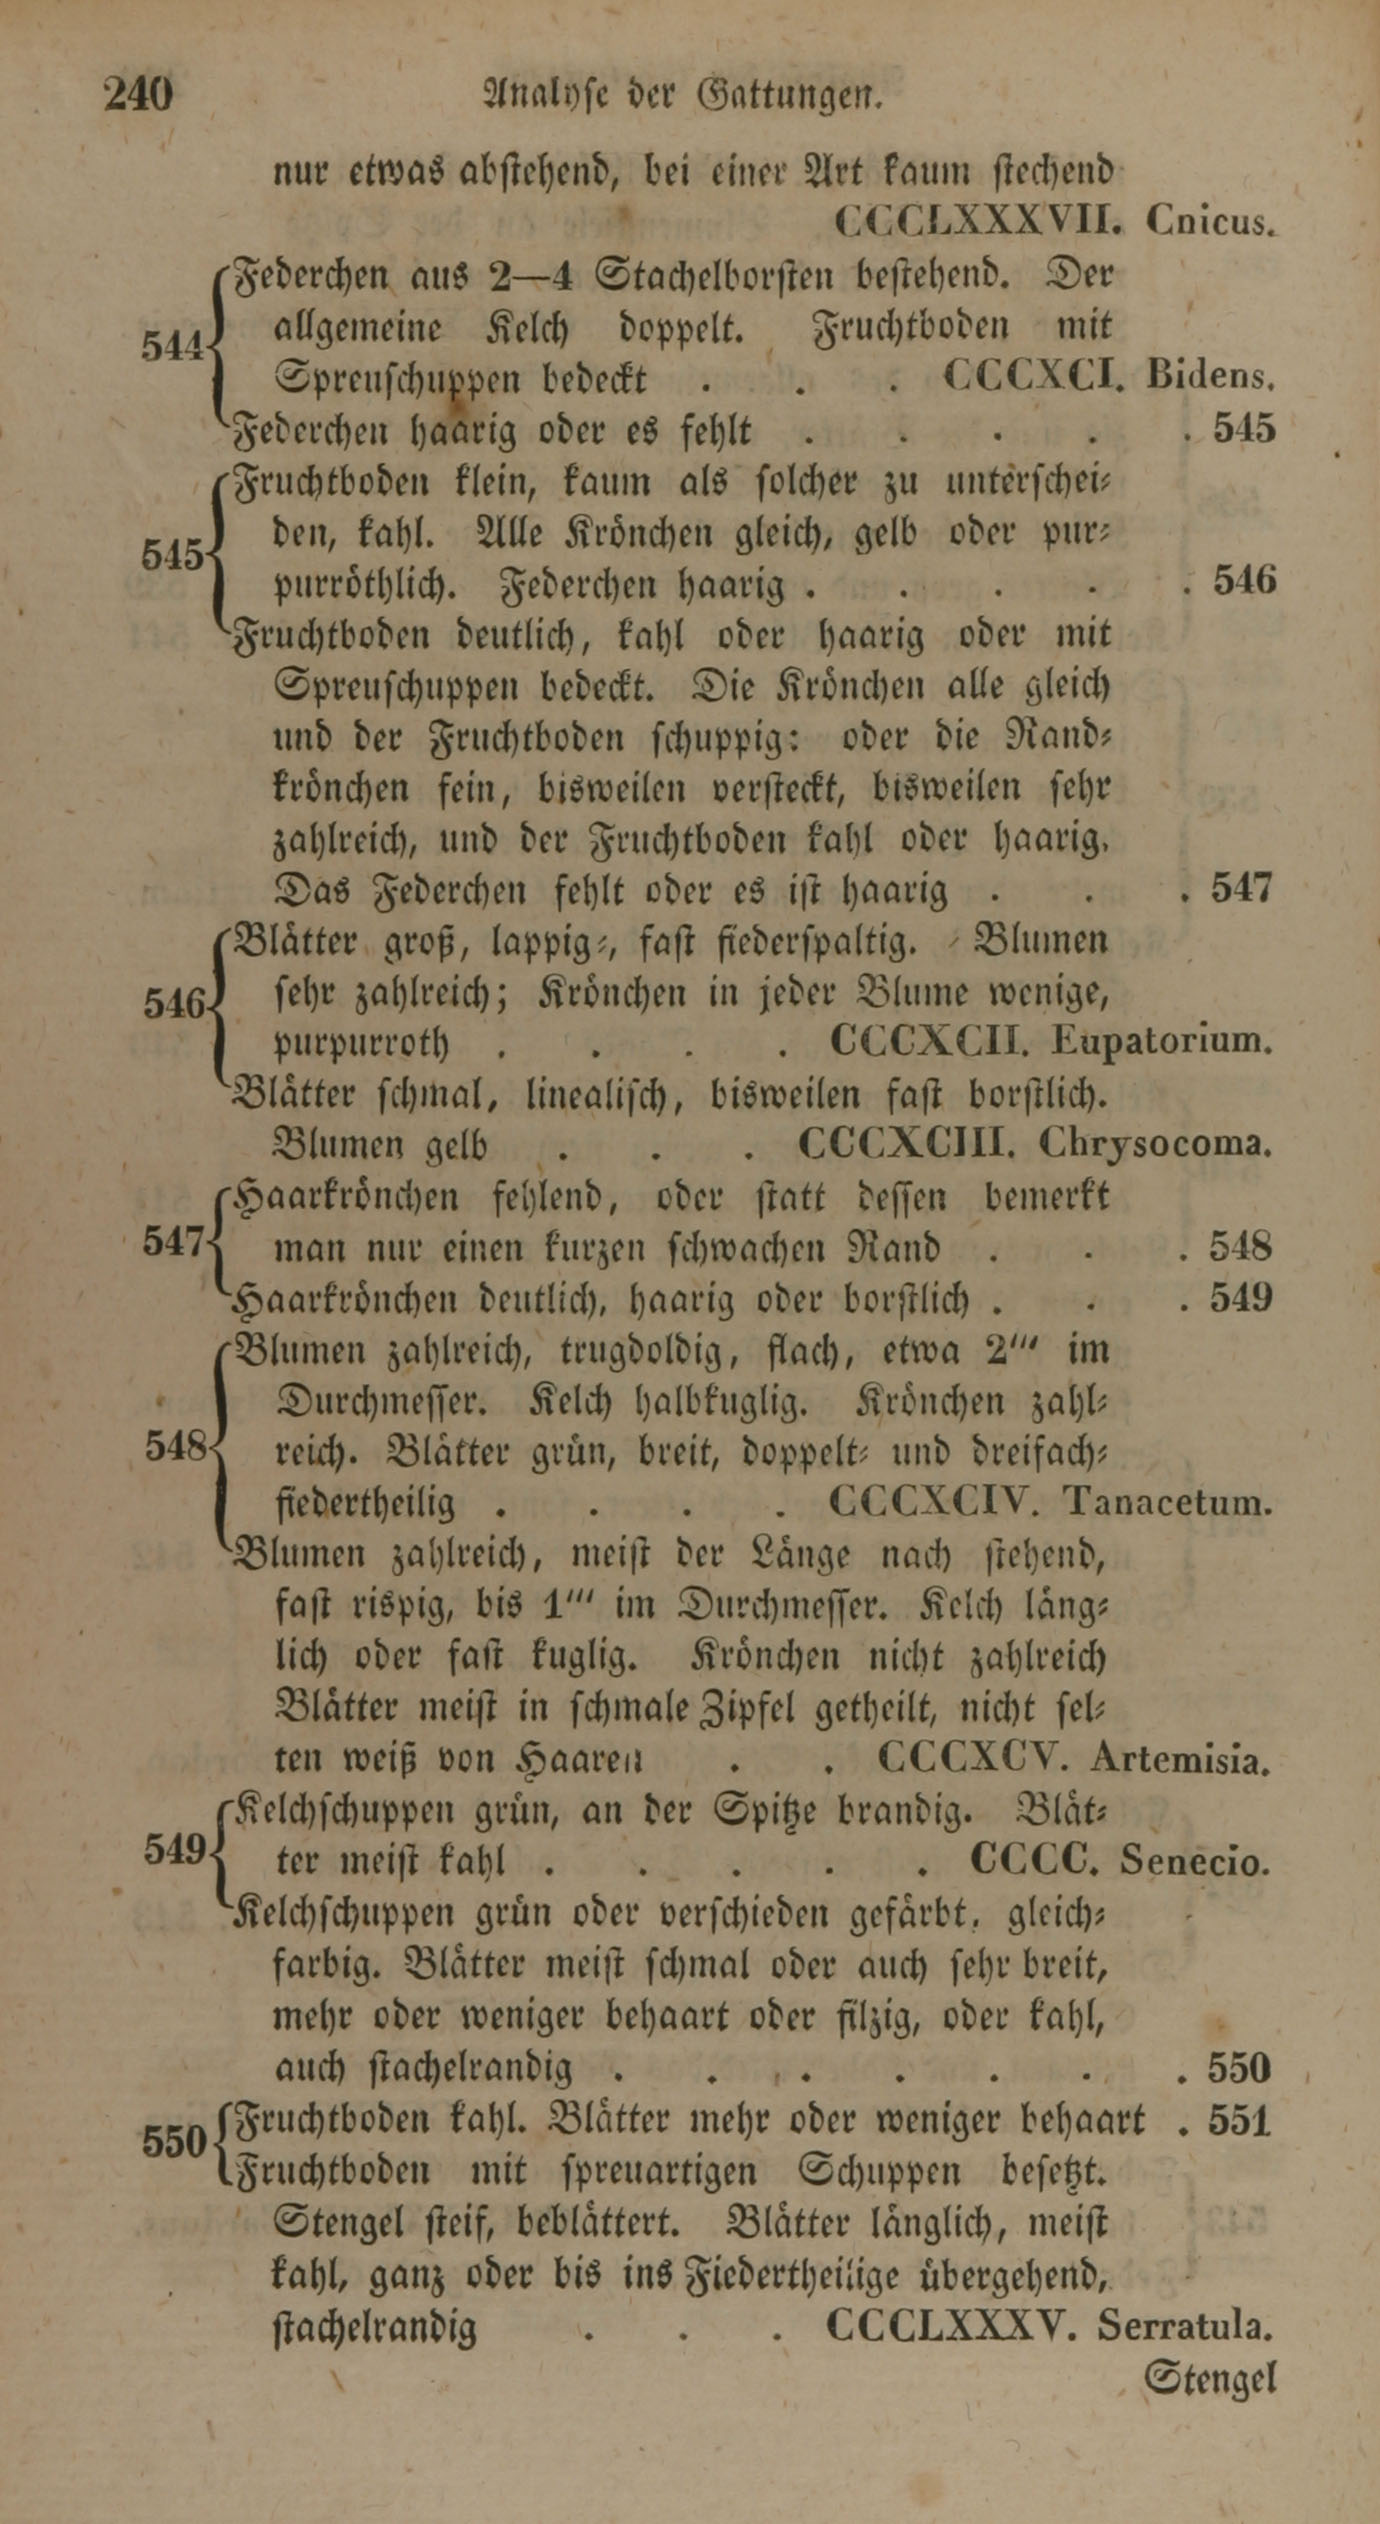 240 Analyse der Gattungen.
nur etwas abstehend, bei einer Art kaum stechend
CCCLXXXVII. Cnicus.
Federchen aus 2—4 Stachelborsten bestehend. Der
544 allgemeine Kelch doppelt. Fruchtboden mit
Spreuschuppen bedeckt . . . CCCXCI. Bidens.
Federchen haarig oder es fehlt . . . . . 545
Fruchtboden klein, kaum als solcher zu unterschei-
545 den, kahl. Alle Krönchen gleich, gelb oder pur-
purröthlich. Federchen haarig . . . . . 546
Fruchtboden deutlich, kahl oder haarig oder mit
Spreuschuppen bedeckt. Die Krönchen alle gleich
und der Fruchtboden schuppig: oder die Rand-
krönchen fein, bisweilen versteckt, bisweilen sehr
zahlreich, und der Fruchtboden kahl oder haarig.
Das Federchen fehlt oder es ist haarig . . . 547
Blätter groß, lappig-, fast fiederspaltig. Blumen
546 sehr zahlreich; Krönchen in jeder Blume wenige,
purpurroth . . . . CCCXCII. Eupatorium.
Blätter schmal, linealisch, bisweilen fast borstlich.
Blumen gelb . . . CCCXCIII. Chrysocoma.
Haarkrönchen fehlend, oder statt dessen bemerkt
547 man nur einen kurzen schwachen Rand . . . 548
Haarkrönchen deutlich, haarig oder borstlich . . . 549
Blumen zahlreich, trugdoldig, flach, etwa 2''' im
Durchmesser. Kelch halbkuglig. Krönchen zahl-
548 reich. Blätter grün, breit, doppelt- und dreifach-
fiedertheilig . . . . CCCXCIV. Tanacetum.
Blumen zahlreich, meist der Länge nach stehend,
fast rispig, bis 1''' im Durchmesser. Kelch läng-
lich oder fast kuglig. Krönchen nicht zahlreich
Blätter meist in schmale Zipfel getheilt, nicht sel-
ten weiß von Haaren . . CCCXCV. Artemisia.
Kelchschuppen grün, an der Spitze brandig. Blät-
549 ter meist kahl . . . . . CCCC. Senecio.
Kelchschuppen grün oder verschieden gefärbt, gleich-
farbig. Blätter meist schmal oder auch sehr breit,
mehr oder weniger behaart oder filzig, oder kahl,
auch stachelrandig . . . . . . . 550
550 Fruchtboden kahl. Blätter mehr oder weniger behaart . 551
Fruchtboden mit spreuartigen Schuppen besetzt.
Stengel steif, beblättert. Blätter länglich, meist
kahl, ganz oder bis ins Fiedertheilige übergehend,
stachelrandig . . . CCCLXXXV. Serratula.
Stengel